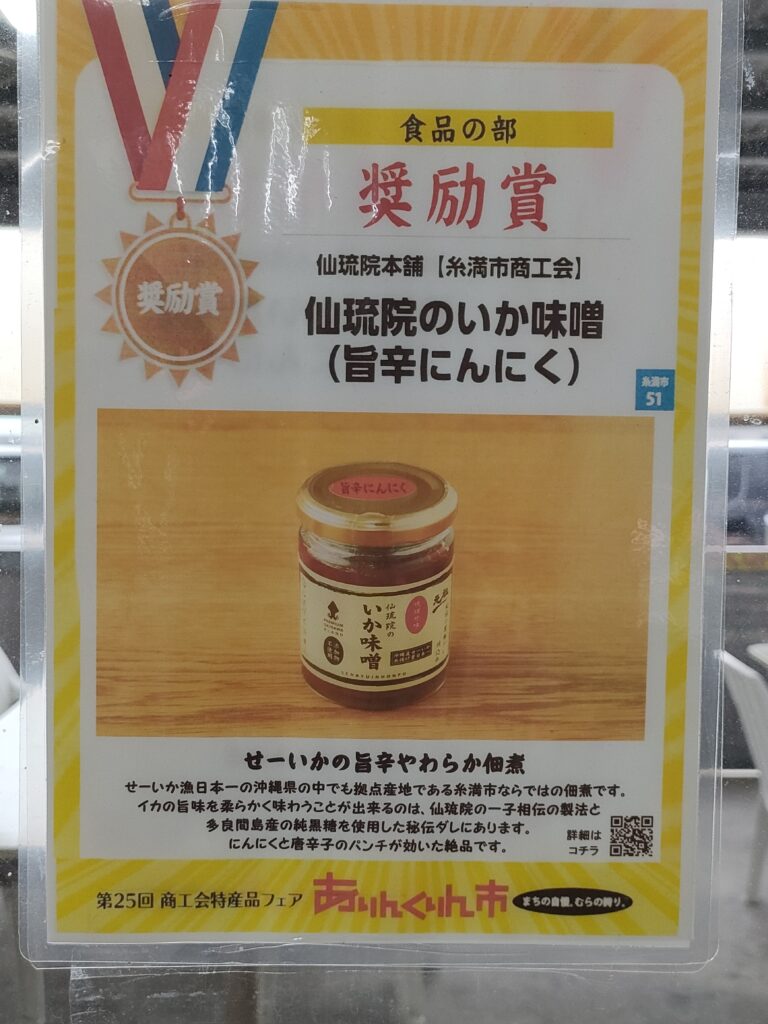 食品の部
奨励賞
奨励賞
仙琉院本舗【糸満市商工会】
仙琉院のいか味噌
(旨辛にんにく)
糸満市
51
旨辛にんにく
仙琉院の
いか味噌
せーいかの旨辛やわらか佃煮
せーいか漁日本一の沖縄県の中でも拠点産地である糸満市ならではの佃煮です。
イカの旨味を柔らかく味わうことが出来るのは、仙琉院の一子相伝の製法と
多良間島産の純黒糖を使用した秘伝ダレにあります。
にんにくと唐辛子のパンチが効いた絶品です。
詳細は
コチラ
第25回 商工会特産品フェア ありんくりん市 まちの自慢。むらの誇り。